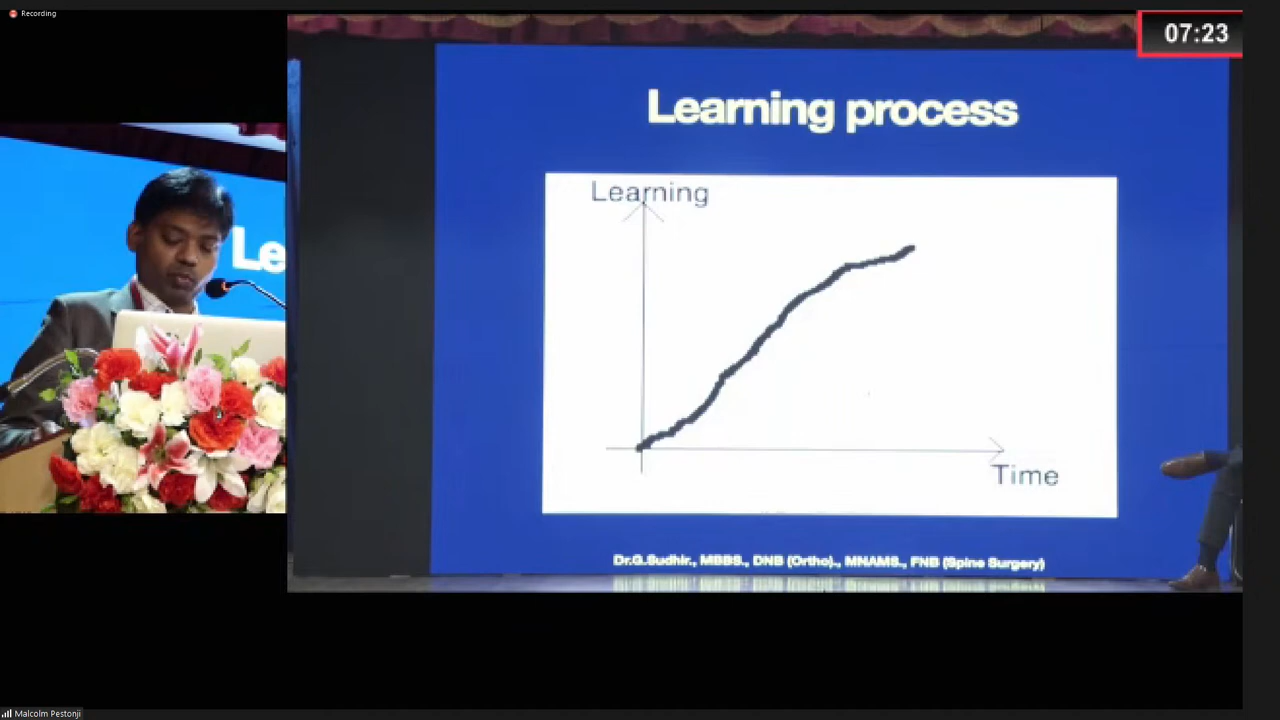 Recording
07:23
Learning process
Learning
Le
Time
Dr.G.Sudhir., MBBS., DNB (Ortho)., MNAMS., FNB (Spine Surgery)
Malcolm Pestonji